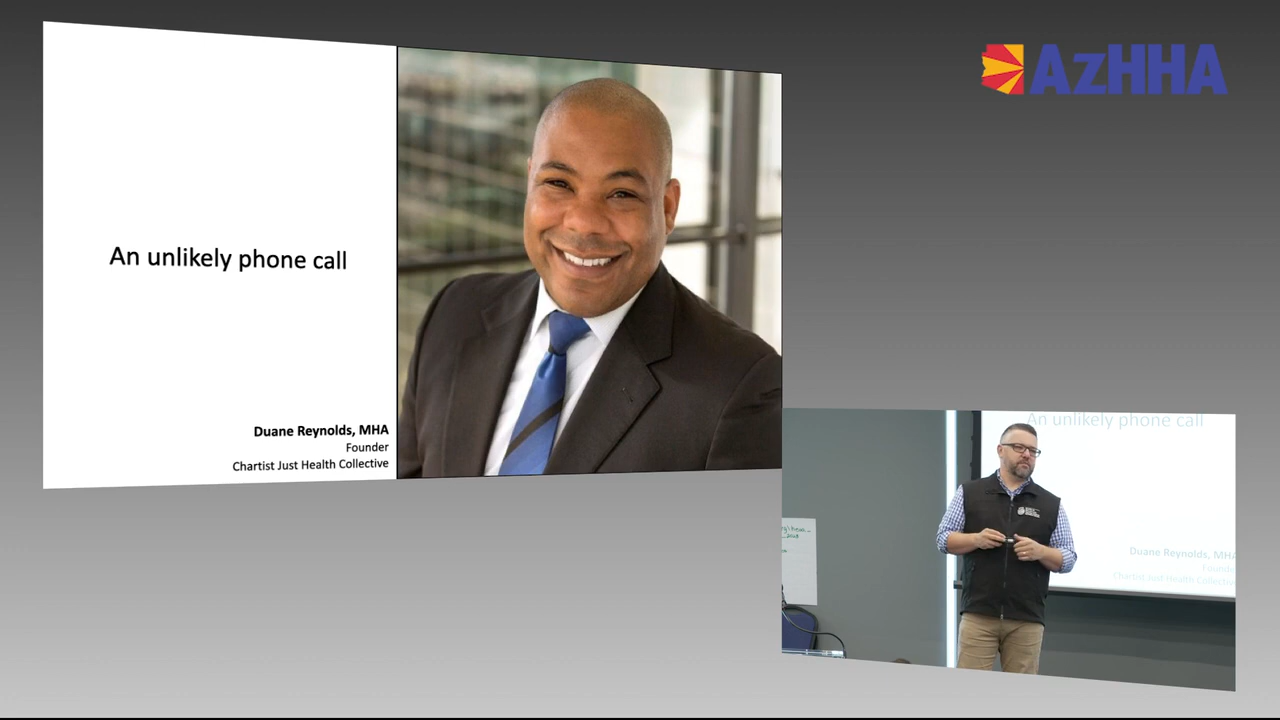 An unlikely phone call
Duane Reynolds, MHA
Founder
Chartist Just Health Collective
AzHHA
An unlikely phone call
Duane Reynolds, MHA
Founder
Chartist Just Health Collective